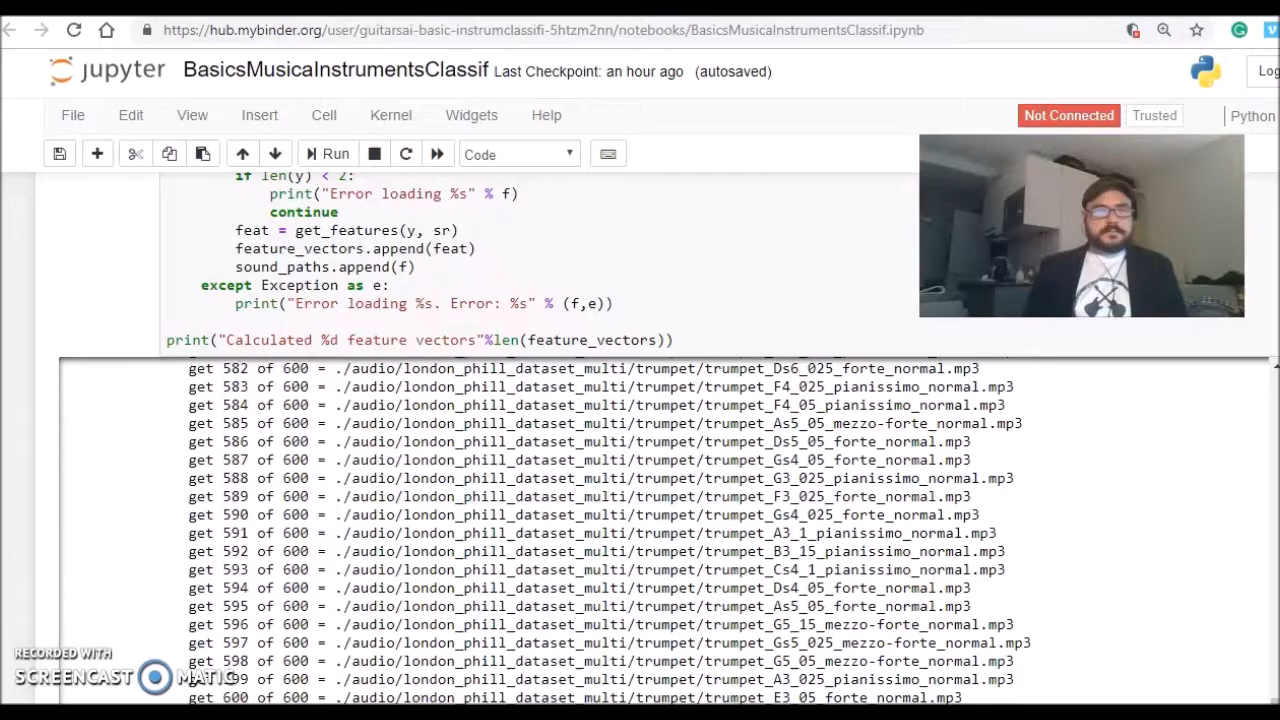 https://hub.mybinder.org/user/guitarsai-basic-instrumclassifi-5htzm2nn/notebooks/BasicsMusicalInstrumentsClassif.ipynb
jupyter BasicsMusicalInstrumentsClassif Last Checkpoint: an hour ago (autosaved)
File Edit View Insert Cell Kernel Widgets Help Not Connected Trusted Python
Run Code
if len(y) < 2:
print("Error loading %s" % f)
continue
feat = get_features(y, sr)
feature_vectors.append(feat)
sound_paths.append(f)
except Exception as e:
print("Error loading %s. Error: %s" % (f,e))
print("Calculated %d feature vectors"%len(feature_vectors))
get 582 of 600 = ./audio/london_phill_dataset_multi/trumpet/trumpet_Ds6_025_forte_normal.mp3
get 583 of 600 = ./audio/london_phill_dataset_multi/trumpet/trumpet_F4_025_pianissimo_normal.mp3
get 584 of 600 = ./audio/london_phill_dataset_multi/trumpet/trumpet_F4_05_pianissimo_normal.mp3
get 585 of 600 = ./audio/london_phill_dataset_multi/trumpet/trumpet_As5_05_mezzo-forte_normal.mp3
get 586 of 600 = ./audio/london_phill_dataset_multi/trumpet/trumpet_Ds5_05_forte_normal.mp3
get 587 of 600 = ./audio/london_phill_dataset_multi/trumpet/trumpet_Gs4_05_forte_normal.mp3
get 588 of 600 = ./audio/london_phill_dataset_multi/trumpet/trumpet_G3_025_pianissimo_normal.mp3
get 589 of 600 = ./audio/london_phill_dataset_multi/trumpet/trumpet_F3_025_forte_normal.mp3
get 590 of 600 = ./audio/london_phill_dataset_multi/trumpet/trumpet_Gs4_025_forte_normal.mp3
get 591 of 600 = ./audio/london_phill_dataset_multi/trumpet/trumpet_A3_1_pianissimo_normal.mp3
get 592 of 600 = ./audio/london_phill_dataset_multi/trumpet/trumpet_B3_15_pianissimo_normal.mp3
get 593 of 600 = ./audio/london_phill_dataset_multi/trumpet/trumpet_Cs4_1_pianissimo_normal.mp3
get 594 of 600 = ./audio/london_phill_dataset_multi/trumpet/trumpet_Ds4_05_forte_normal.mp3
get 595 of 600 = ./audio/london_phill_dataset_multi/trumpet/trumpet_As5_05_forte_normal.mp3
get 596 of 600 = ./audio/london_phill_dataset_multi/trumpet/trumpet_G5_15_mezzo-forte_normal.mp3
get 597 of 600 = ./audio/london_phill_dataset_multi/trumpet/trumpet_Gs5_025_mezzo-forte_normal.mp3
get 598 of 600 = ./audio/london_phill_dataset_multi/trumpet/trumpet_G5_05_mezzo-forte_normal.mp3
get 599 of 600 = ./audio/london_phill_dataset_multi/trumpet/trumpet_A3_025_pianissimo_normal.mp3
get 600 of 600 = ./audio/london_phill_dataset_multi/trumpet/trumpet_E3_05_forte_normal.mp3
RECORDED WITH
SCREENCAST MATIC